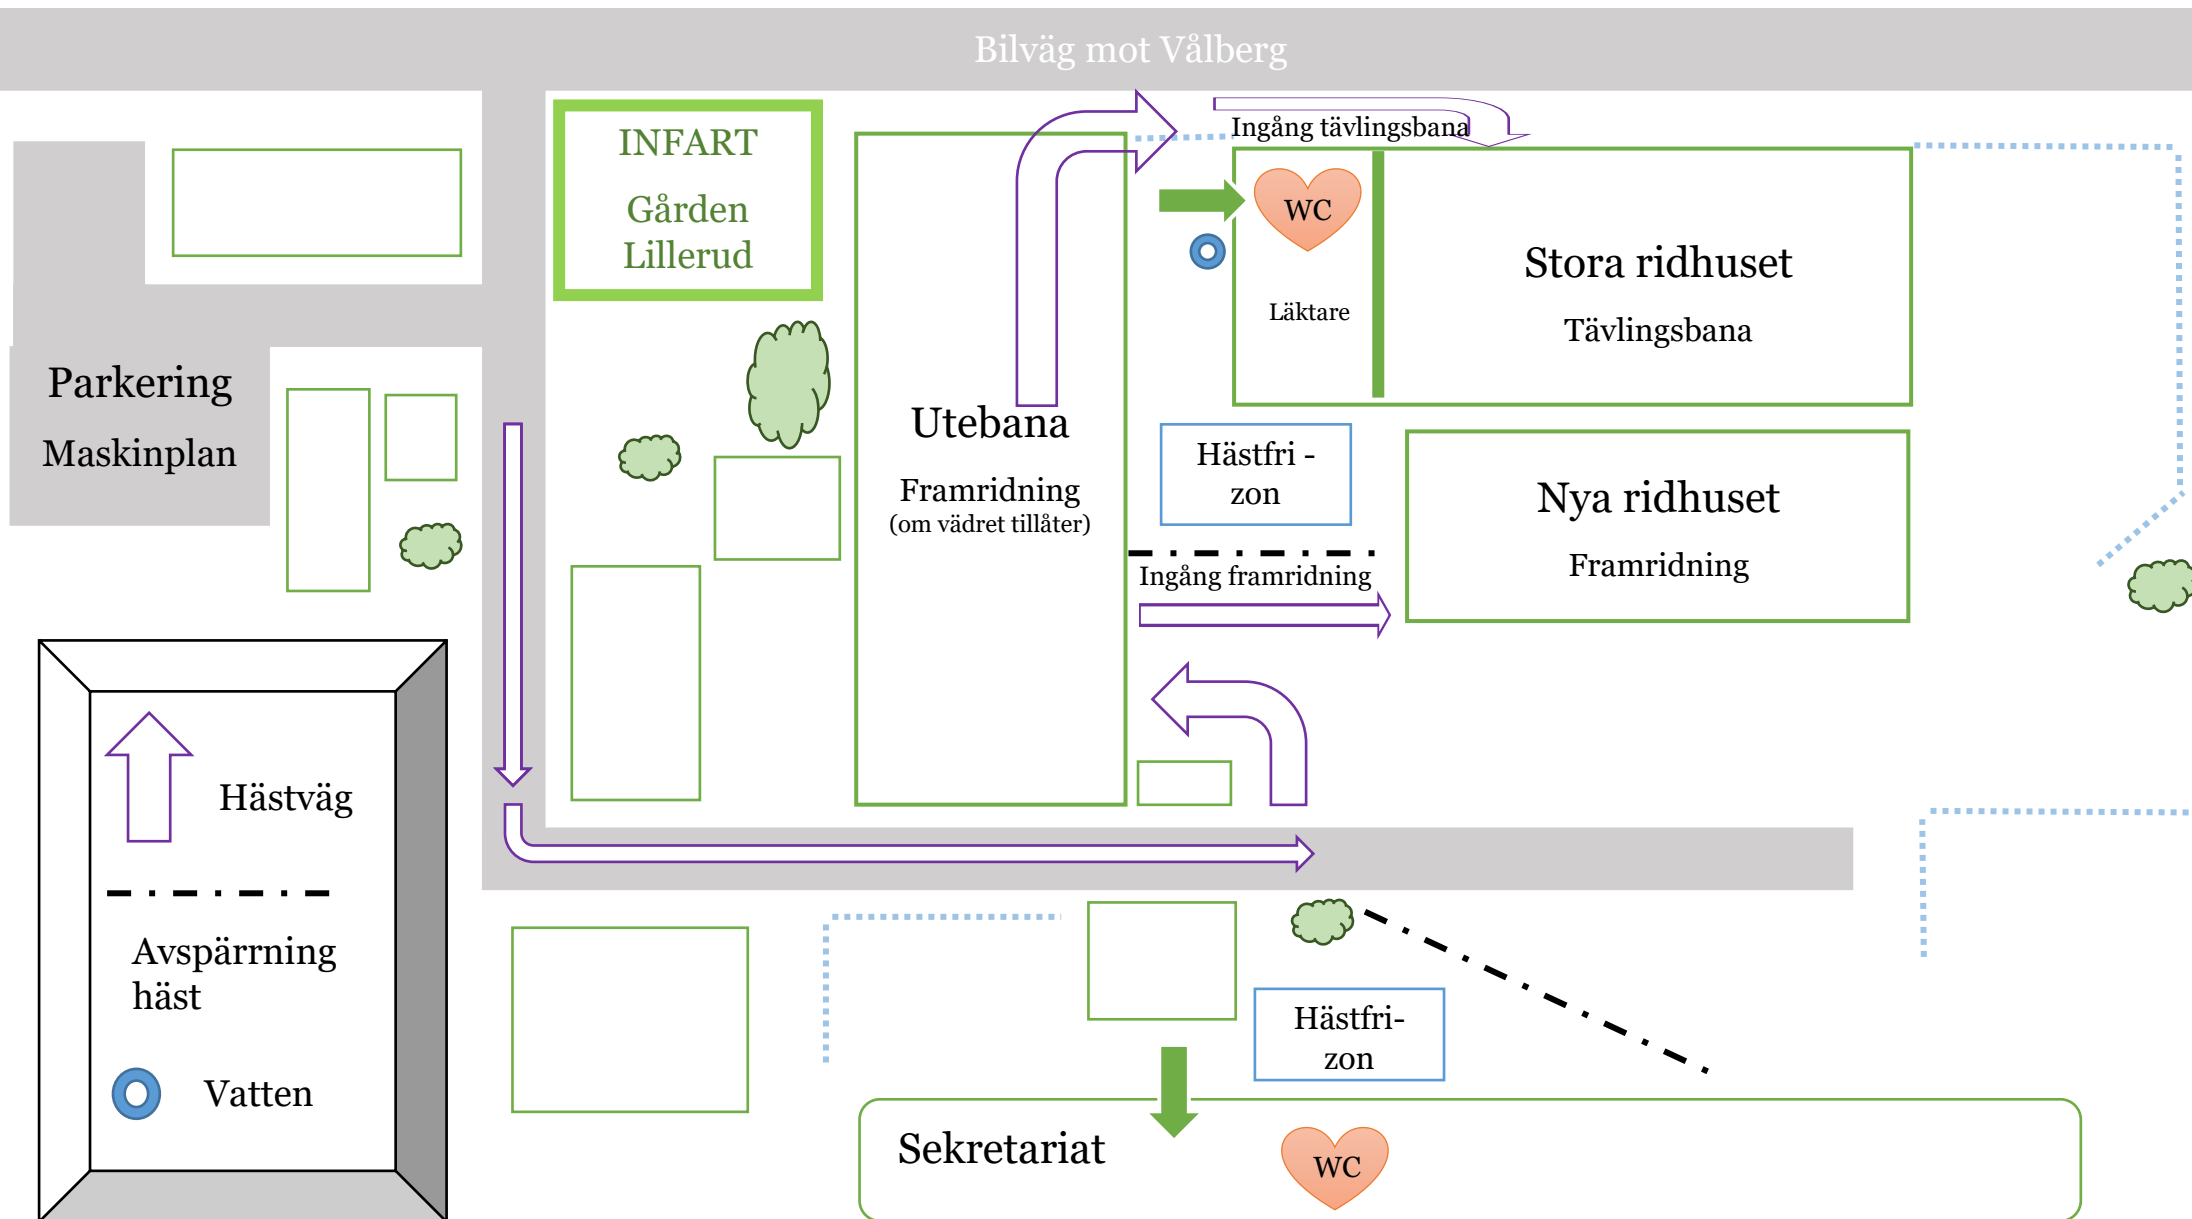 Bilväg mot Vålberg
INFART
Gården
Lillerud
Ingång tävlingsbana
WC
Läktare
Stora ridhuset
Tävlingsbana
Parkering
Maskinplan
Utebana
Framridning
(om vädret tillåter)
Hästfri -
zon
Nya ridhuset
Framridning
Ingång framridning
Hästväg
Avspärrning
häst
Vatten
Hästfri-
zon
Sekretariat
WC